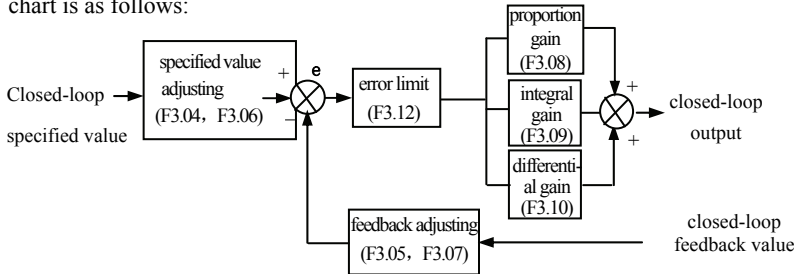 chart is as follows:
Closed-loop
specified value
specified value
adjusting
(F3.04，F3.06)
+
−
e
error limit
(F3.12)
proportion
gain
(F3.08)
integral
gain
(F3.09)
differenti-
al gain
(F3.10)
+
+
closed-loop
output
feedback adjusting
(F3.05，F3.07)
closed-loop
feedback value